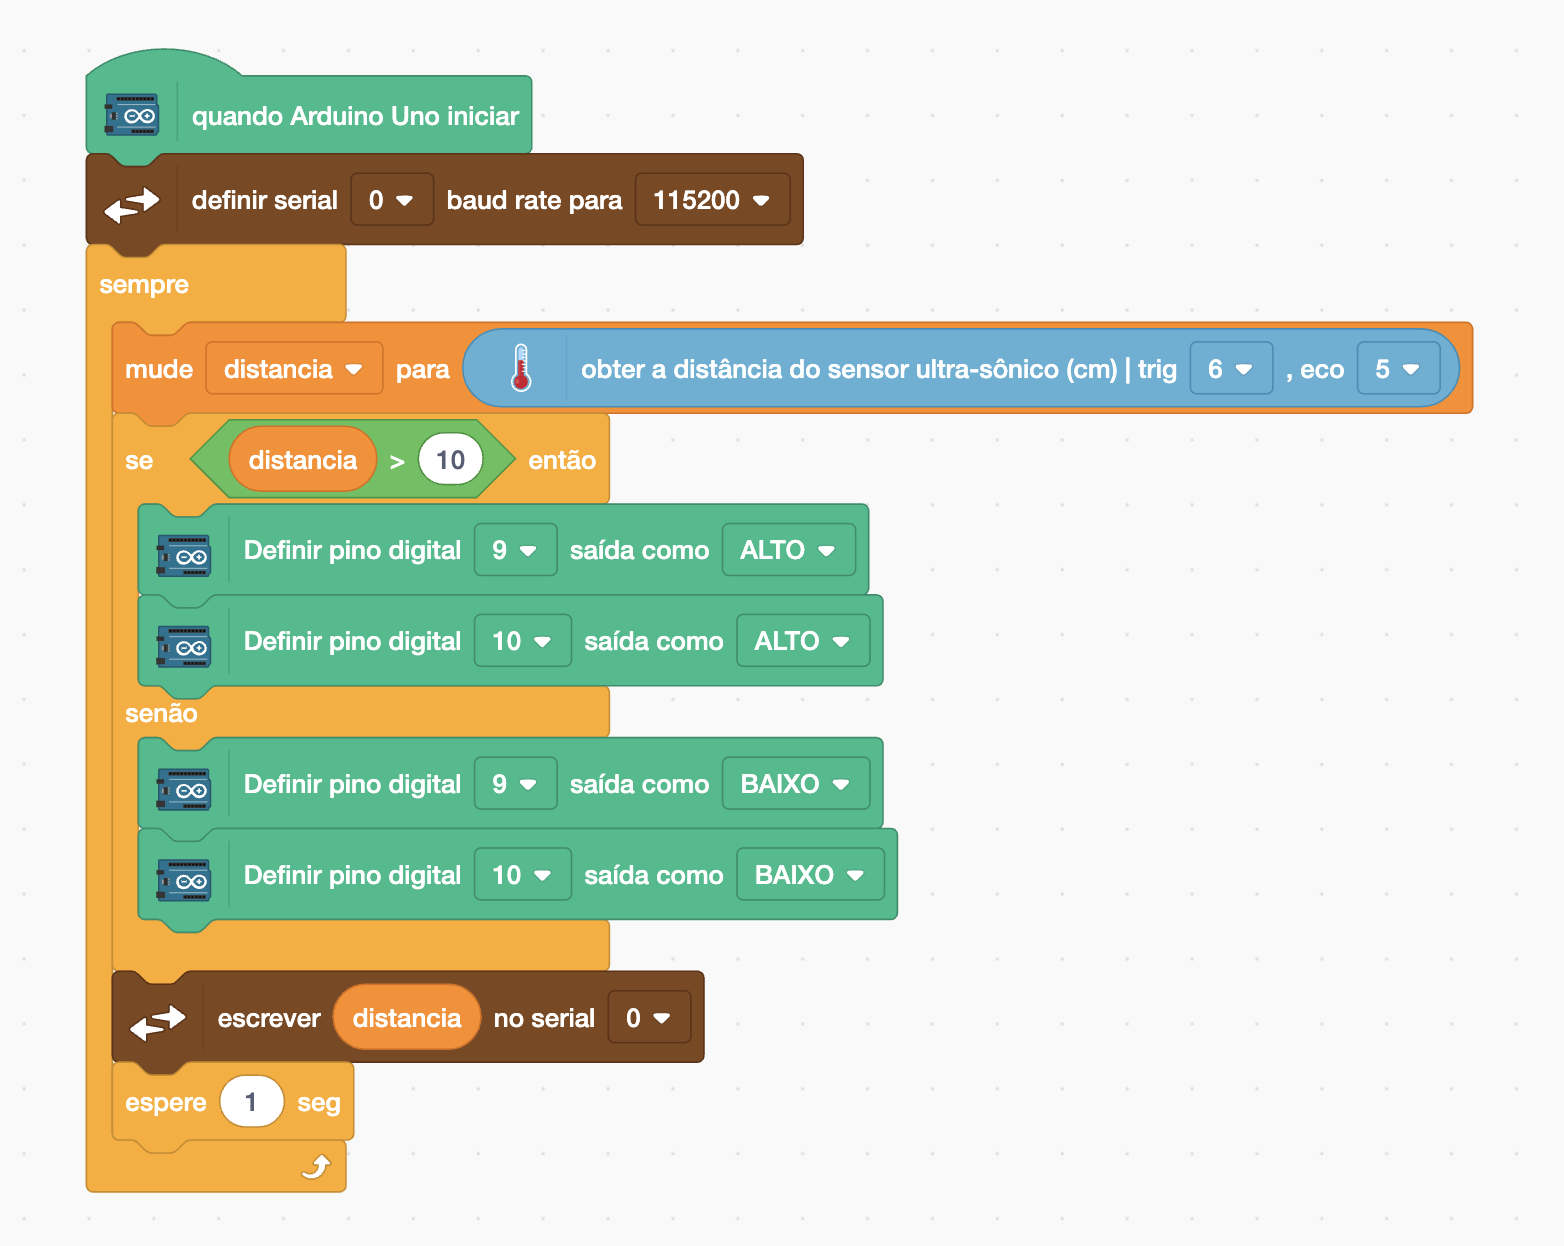 quando Arduino Uno iniciar
definir serial 0 baud rate para 115200
sempre
mude distancia para obter a distância do sensor ultra-sônico (cm) | trig 6 , eco 5
se distancia > 10 então
Definir pino digital 9 saída como ALTO
Definir pino digital 10 saída como ALTO
senão
Definir pino digital 9 saída como BAIXO
Definir pino digital 10 saída como BAIXO
escrever distancia no serial 0
espere 1 seg